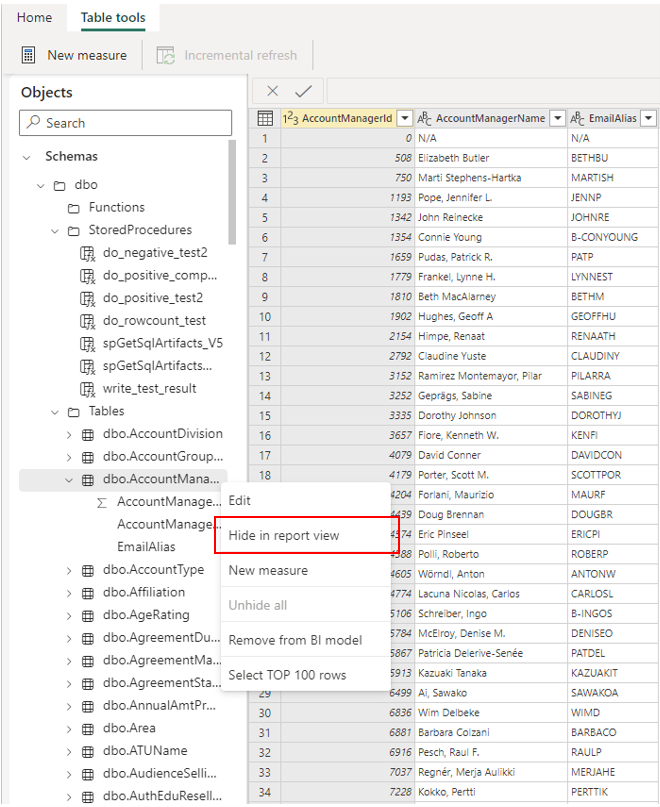 Home Table tools
New measure Incremental refresh
Objects
Search
Schemas
dbo
Functions
StoredProcedures
do_negative_test2
do_positive_comp...
do_positive_test2
do_rowcount_test
spGetSqlArtifacts_V5
spGetSqlArtifacts...
write_test_result
Tables
dbo.AccountDivision
dbo.AccountGroup...
dbo.AccountMana...
AccountManage...
AccountManage...
EmailAlias
dbo.AccountType
dbo.Affiliation
dbo.AgeRating
dbo.AgreementDu...
dbo.AgreementMa...
dbo.AgreementSta...
dbo.AnnualAmtPr...
dbo.Area
dbo.ATUName
dbo.AudienceSelli...
dbo.AuthEduResell...
Edit
Hide in report view
New measure
Unhide all
Remove from BI model
Select TOP 100 rows
123 AccountManagerId ABC AccountManagerName ABC EmailAlias
1 0 N/A N/A
2 508 Elizabeth Butler BETHBU
3 750 Marti Stephens-Hartka MARTISH
4 1193 Pope, Jennifer L. JENNP
5 1342 John Reinecke JOHNRE
6 1354 Connie Young B-CONYOUNG
7 1659 Pudas, Patrick R. PATP
8 1779 Frankel, Lynne H. LYNNEST
9 1810 Beth MacAlarney BETHM
10 1902 Hughes, Geoff A GEOFFHU
11 2154 Himpe, Renaat RENAATH
12 2792 Claudine Yuste CLAUDINY
13 3152 Ramirez Montemayor, Pilar PILARRA
14 3252 Geprägs, Sabine SABINEG
15 3335 Dorothy Johnson DOROTHYJ
16 3657 Fiore, Kenneth W. KENFI
17 4079 David Conner DAVIDCON
18 4179 Porter, Scott M. SCOTTPOR
4204 Foriani, Maurizio MAURF
4439 Doug Brennan DOUGBR
4574 Eric Pinseel ERICPI
4588 Polli, Roberto ROBERP
4605 Wörndl, Anton ANTONW
4774 Lacuna Nicolas, Carlos CARLOSL
5106 Schreiber, Ingo B-INGOS
5784 McElroy, Denise M. DENISEO
5867 Patricia Delerive-Senée PATDEL
5913 Kazuaki Tanaka KAZUAKIT
29 6499 Ai, Sawako SAWAKOA
30 6836 Wim Delbeke WIMD
31 6881 Barbara Colzani BARBACO
32 6916 Pesch, Raul F. RAULP
33 7037 Regnér, Merja Aulikki MERJAHE
34 7228 Kokko, Pertti PERTTIK